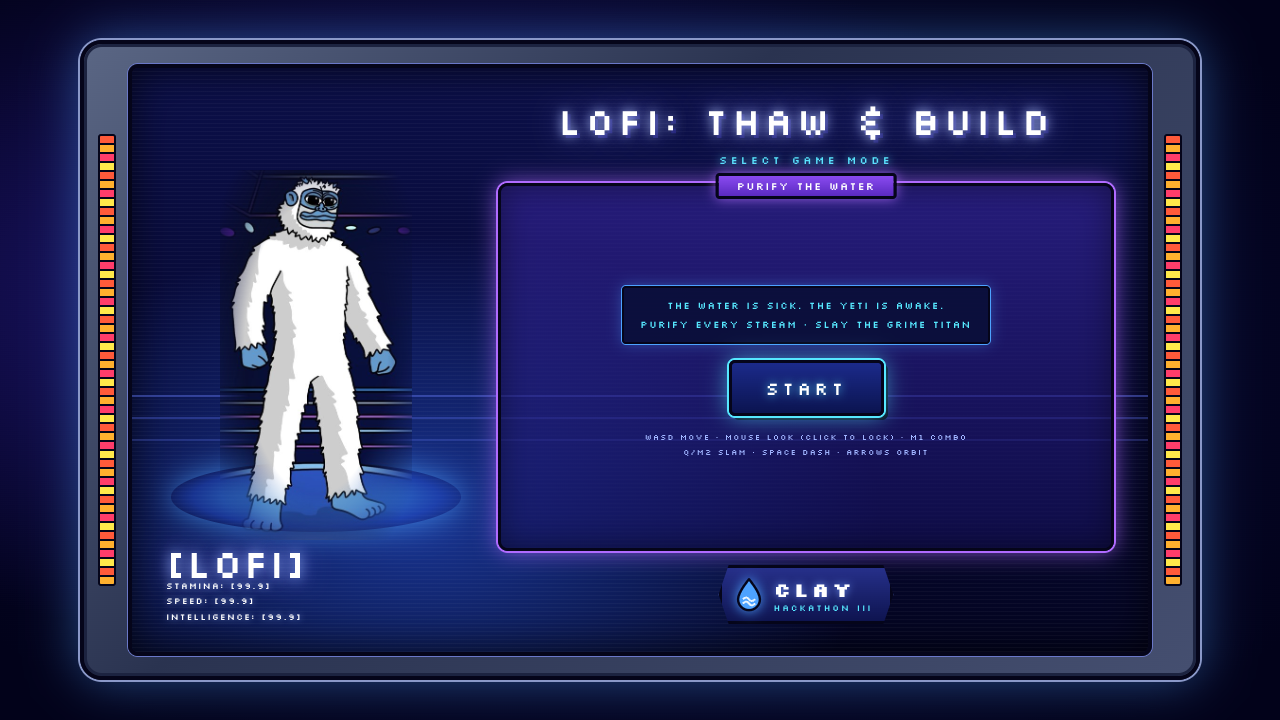 LOFI: THAW & BUILD
SELECT GAME MODE
PURIFY THE WATER
THE WATER IS SICK. THE YETI IS AWAKE.
PURIFY EVERY STREAM · SLAY THE GRIME TITAN
START
WASD MOVE · MOUSE LOOK (CLICK TO LOCK) · M1 COMBO
Q/M2 SLAM · SPACE DASH · ARROWS ORBIT
[LOFI]
STAMINA: [99.9]
SPEED: [99.9]
INTELLIGENCE: [99.9]
CLAY
HACKATHON III